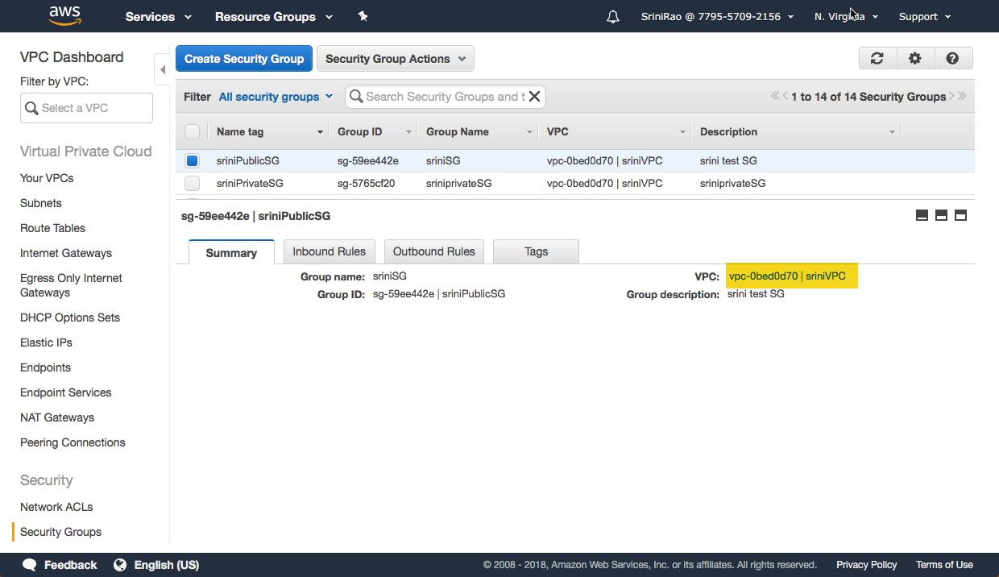 aws Services Resource Groups SriniRao @ 7795-5709-2156 N. Virginia Support
VPC Dashboard
Filter by VPC:
Select a VPC
Virtual Private Cloud
Your VPCs
Subnets
Route Tables
Internet Gateways
Egress Only Internet
Gateways
DHCP Options Sets
Elastic IPs
Endpoints
Endpoint Services
NAT Gateways
Peering Connections
Security
Network ACLs
Security Groups
Create Security Group Security Group Actions
Filter All security groups Search Security Groups and t 1 to 14 of 14 Security Groups
Name tag Group ID Group Name VPC Description
sriniPublicSG sg-59ee442e sriniSG vpc-0bed0d70 | sriniVPC srini test SG
sriniPrivateSG sg-5765cf20 sriniprivateSG vpc-0bed0d70 | sriniVPC sriniprivateSG
sg-59ee442e | sriniPublicSG
Summary Inbound Rules Outbound Rules Tags
Group name: sriniSG VPC: vpc-0bed0d70 | sriniVPC
Group ID: sg-59ee442e | sriniPublicSG Group description: srini test SG
Feedback English (US) © 2008 - 2018, Amazon Web Services, Inc. or its affiliates. All rights reserved. Privacy Policy Terms of Use